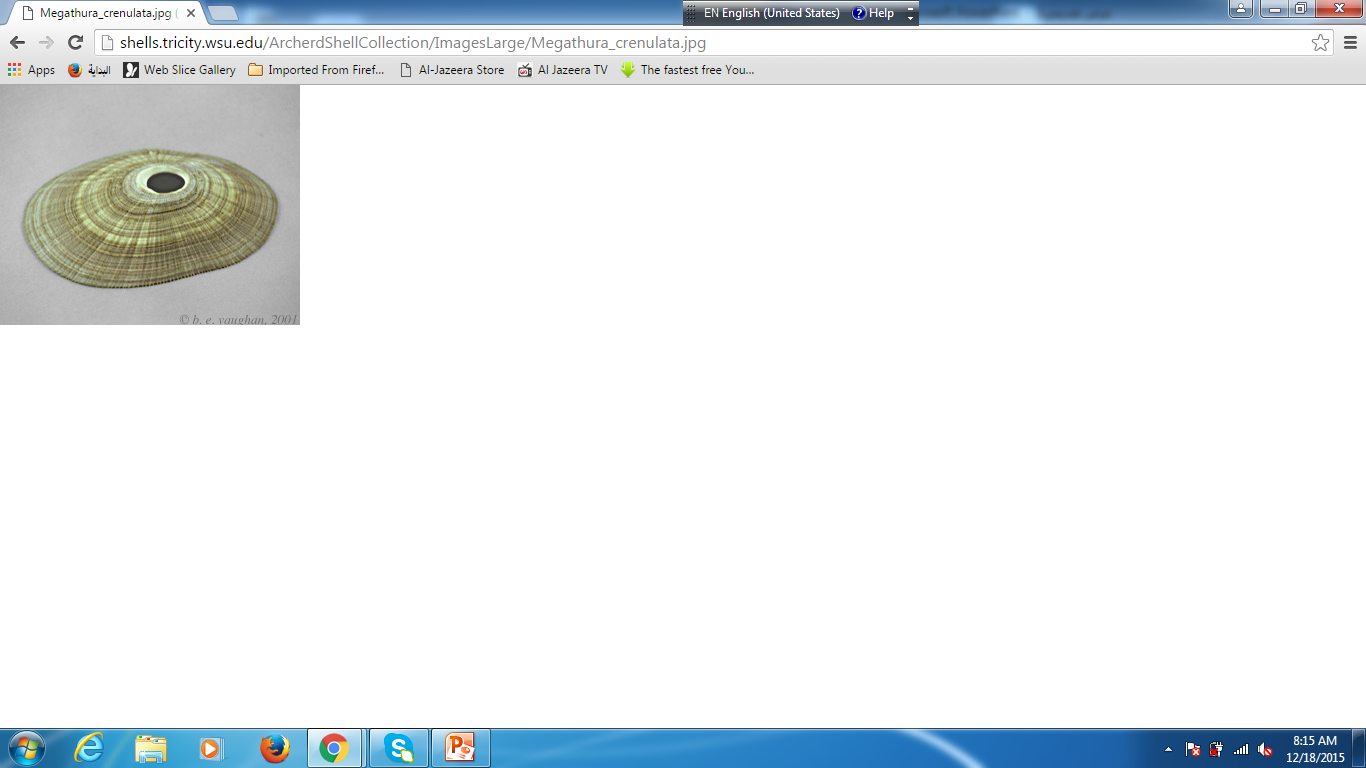 Megathura_crenulata.jpg (
EN English (United States) Help
shells.tricity.wsu.edu/ArcherdShellCollection/ImagesLarge/Megathura_crenulata.jpg
Apps البداية Web Slice Gallery Imported From Firef... Al-Jazeera Store Al Jazeera TV The fastest free You...
© b. e. vaughan, 2001
8:15 AM
12/18/2015